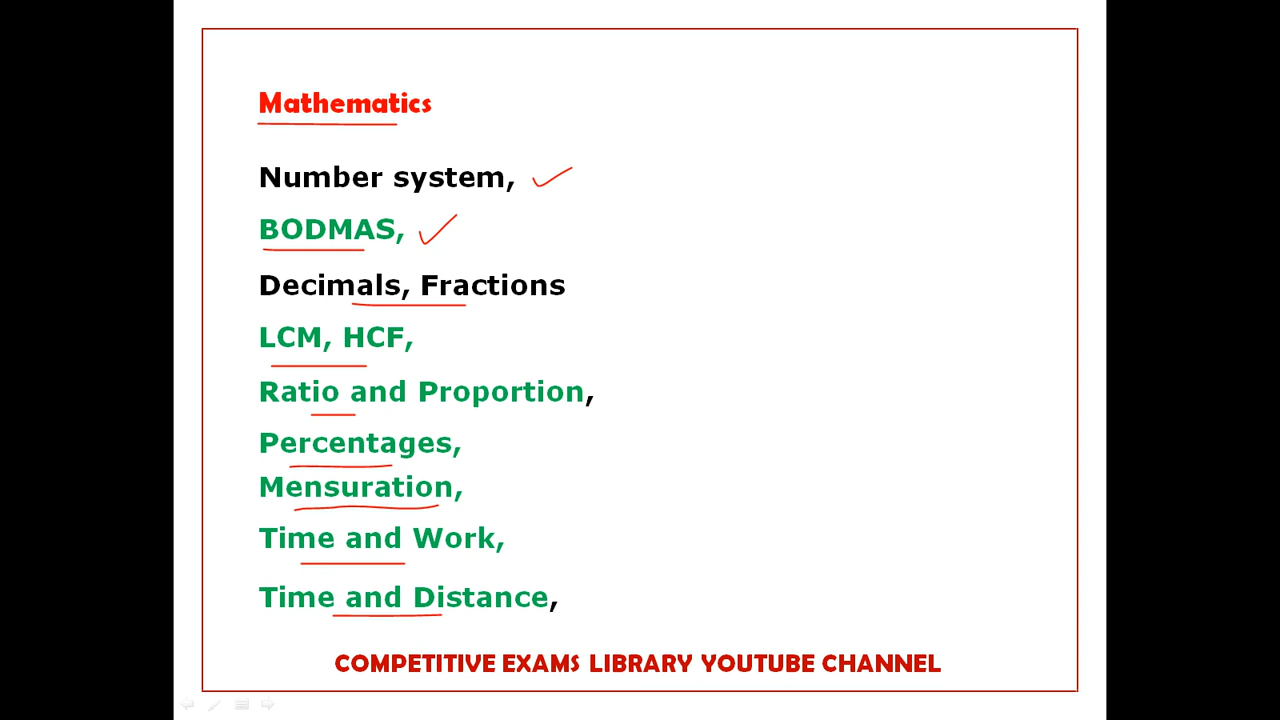 Mathematics
Number system,
BODMAS,
Decimals, Fractions
LCM, HCF,
Ratio and Proportion,
Percentages,
Mensuration,
Time and Work,
Time and Distance,
COMPETITIVE EXAMS LIBRARY YOUTUBE CHANNEL